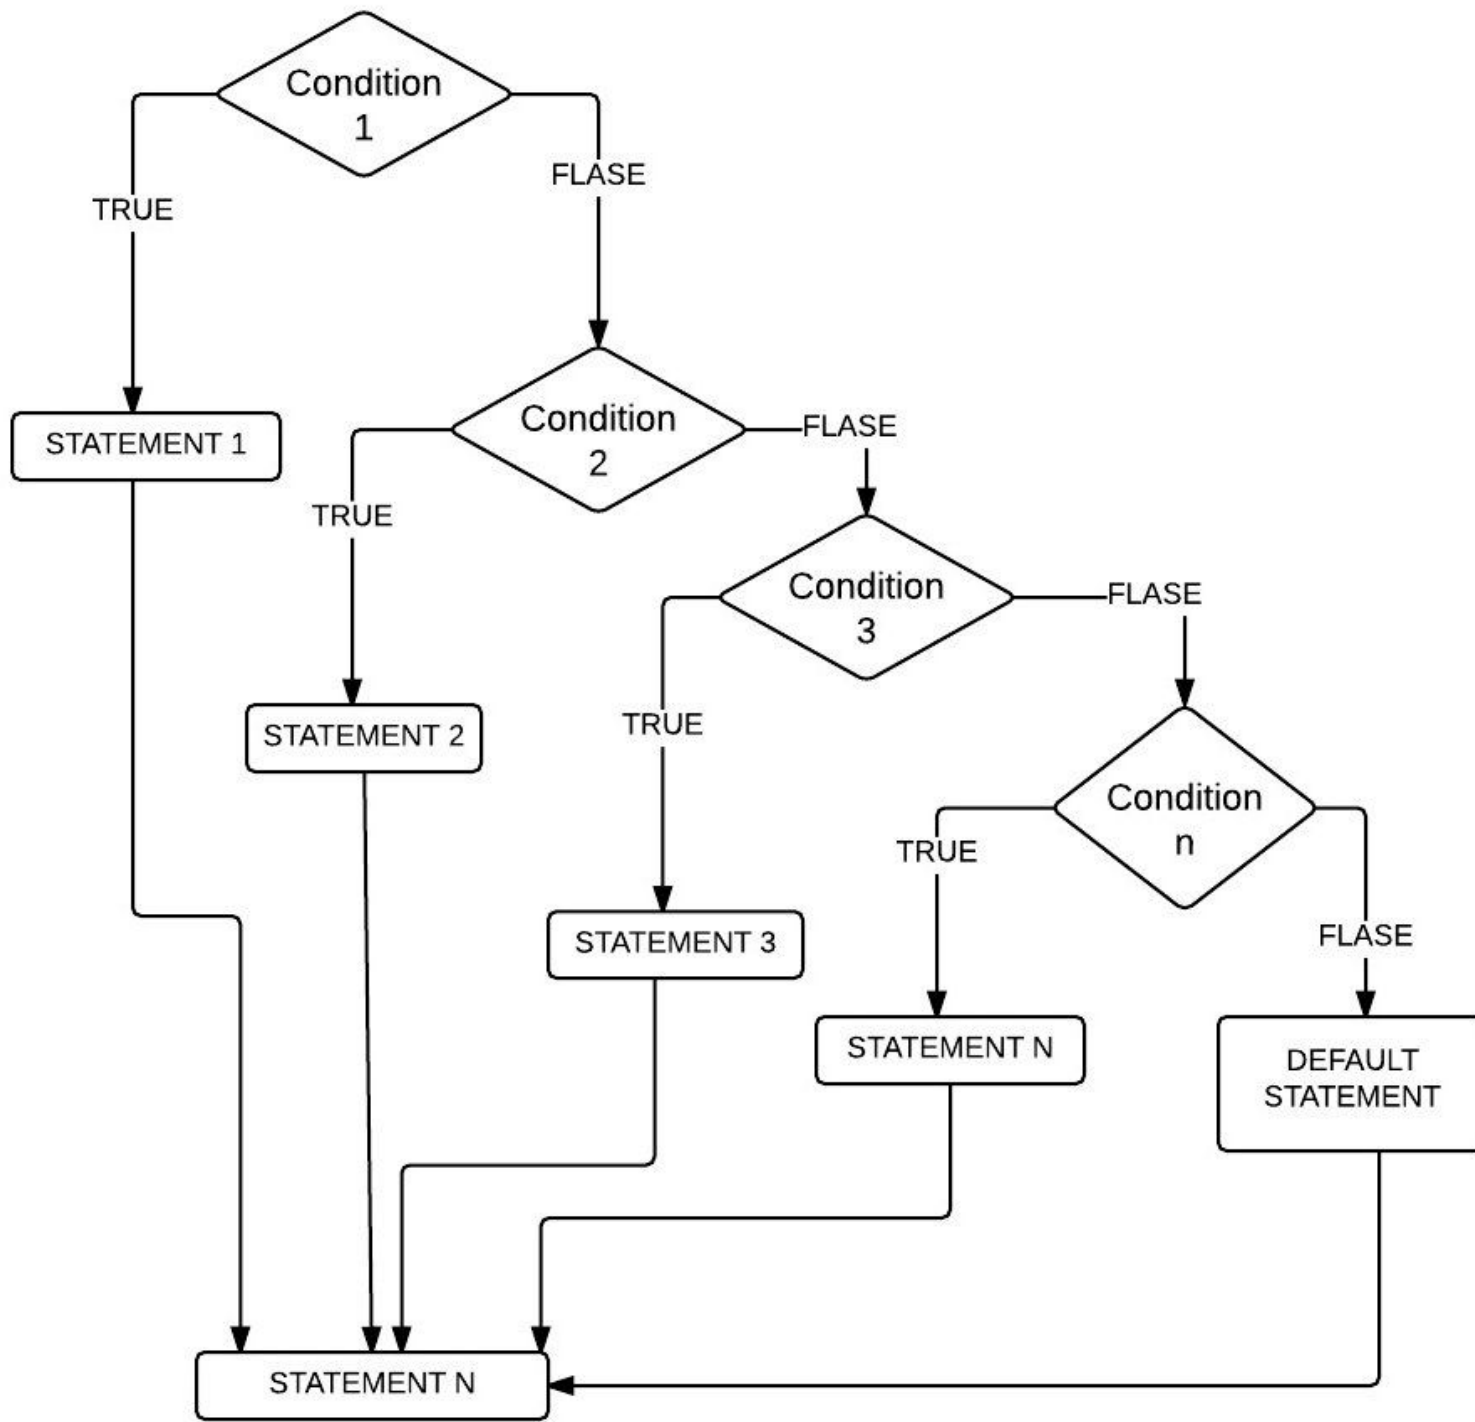 Condition
1
FLASE
TRUE
Condition
2
FLASE
STATEMENT 1
TRUE
Condition
3
FLASE
TRUE
STATEMENT 2
Condition
n
TRUE
FLASE
STATEMENT 3
STATEMENT N
DEFAULT
STATEMENT
STATEMENT N